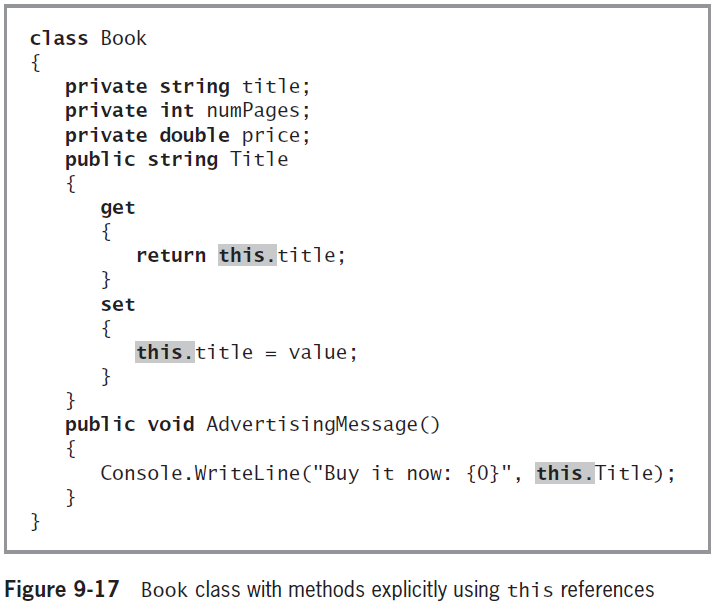 class Book
{
   private string title;
   private int numPages;
   private double price;
   public string Title
   {
      get
      {
         return this.title;
      }
      set
      {
         this.title = value;
      }
   }
   public void AdvertisingMessage()
   {
      Console.WriteLine("Buy it now: {0}", this.Title);
   }
}
Figure 9-17 Book class with methods explicitly using this references